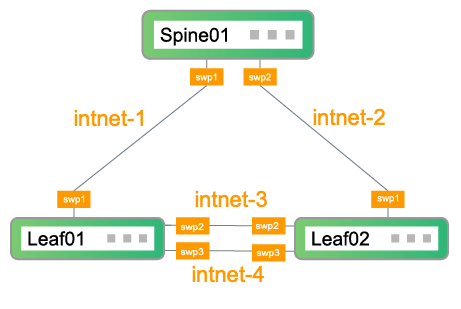 Spine01
swp1
swp2
intnet-1
intnet-2
swp1
swp1
intnet-3
Leaf01
swp2
swp2
Leaf02
swp3
swp3
intnet-4